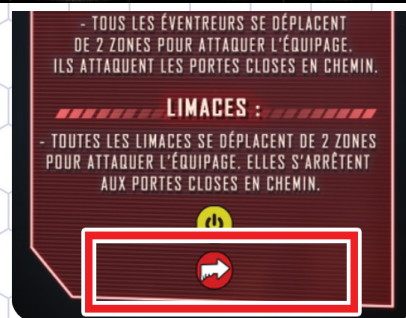 - TOUS LES ÉVENTREURS SE DÉPLACENT
DE 2 ZONES POUR ATTAQUER L'ÉQUIPAGE.
ILS ATTAQUENT LES PORTES CLOSES EN CHEMIN.
LIMACES :
- TOUTES LES LIMACES SE DÉPLACENT DE 2 ZONES
POUR ATTAQUER L'ÉQUIPAGE. ELLES S'ARRÊTENT
AUX PORTES CLOSES EN CHEMIN.